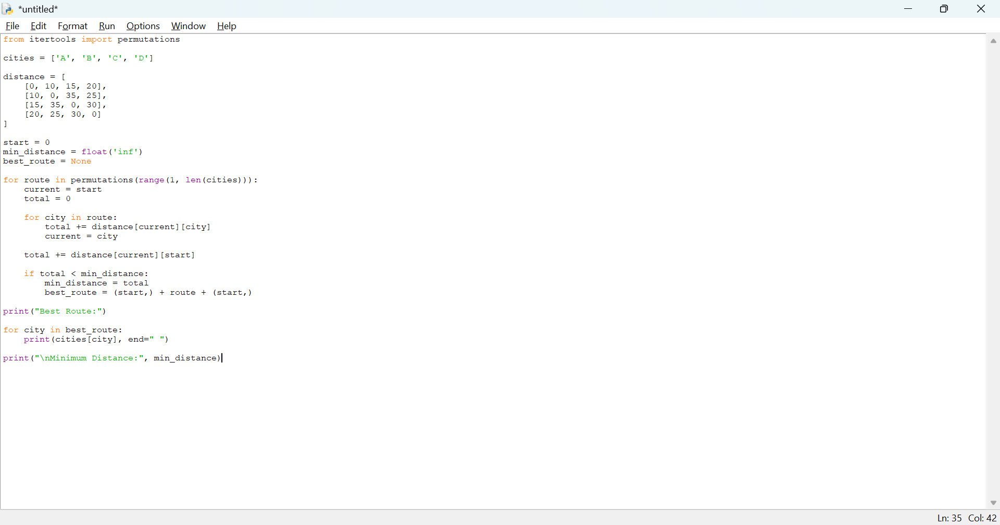 *untitled*
File Edit Format Run Options Window Help
from itertools import permutations
cities = ['A', 'B', 'C', 'D']
distance = [
    [0, 10, 15, 20],
    [10, 0, 35, 25],
    [15, 35, 0, 30],
    [20, 25, 30, 0]
]
start = 0
min_distance = float('inf')
best_route = None
for route in permutations(range(1, len(cities))):
    current = start
    total = 0
    for city in route:
        total += distance[current][city]
        current = city
    total += distance[current][start]
    if total < min_distance:
        min_distance = total
        best_route = (start,) + route + (start,)
print("Best Route:")
for city in best_route:
    print(cities[city], end=" ")
print("\nMinimum Distance:", min_distance)
Ln: 35 Col: 42